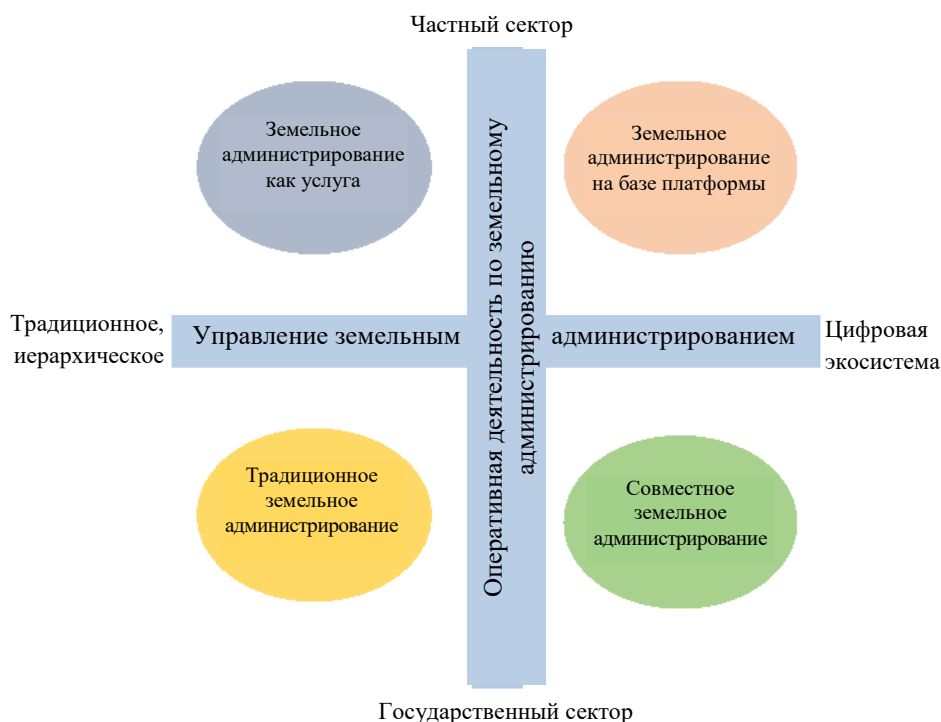 Частный сектор
Земельное
администрирование
как услуга
Земельное
администрирование
на базе платформы
Оперативная деятельность по земельному
администрированию
Традиционное,
иерархическое
Управление земельным администрированием
Цифровая
экосистема
Традиционное
земельное
администрирование
Совместное
земельное
администрирование
Государственный сектор